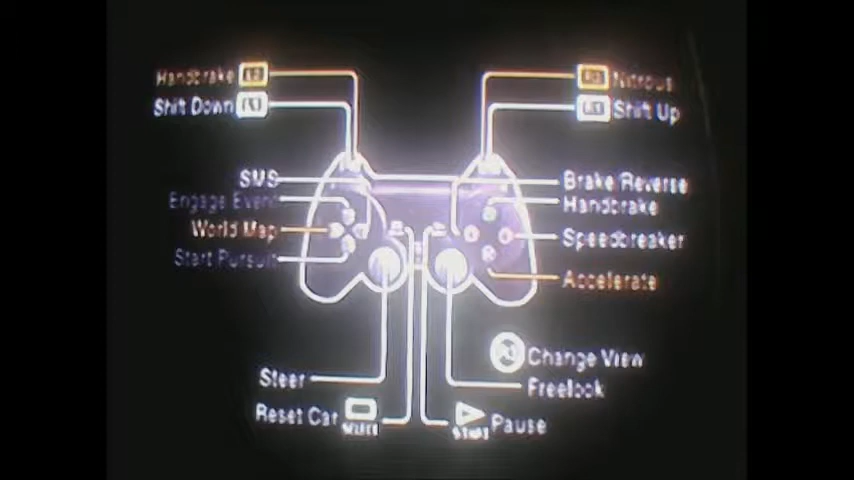 Handbrake
Nitrous
Shift Down
Shift Up
SMS
Brake/Reverse
Engage Event
Handbrake
World Map
Speedbreaker
Start Pursuit
Accelerate
Change View
Steer
Freelook
Reset Car
SELECT
START
Pause